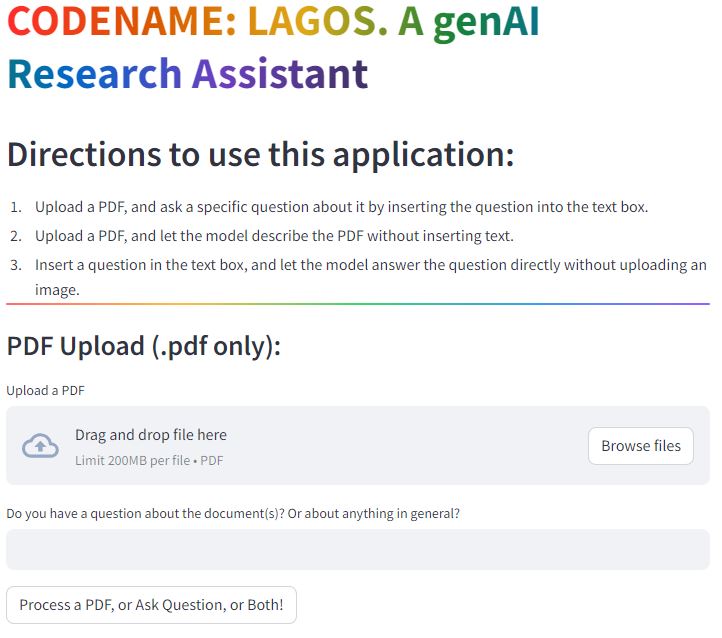 CODENAME: LAGOS. A genAI
Research Assistant
Directions to use this application:
1. Upload a PDF, and ask a specific question about it by inserting the question into the text box.
2. Upload a PDF, and let the model describe the PDF without inserting text.
3. Insert a question in the text box, and let the model answer the question directly without uploading an
image.
PDF Upload (.pdf only):
Upload a PDF
Drag and drop file here
Limit 200MB per file • PDF
Browse files
Do you have a question about the document(s)? Or about anything in general?
Process a PDF, or Ask Question, or Both!